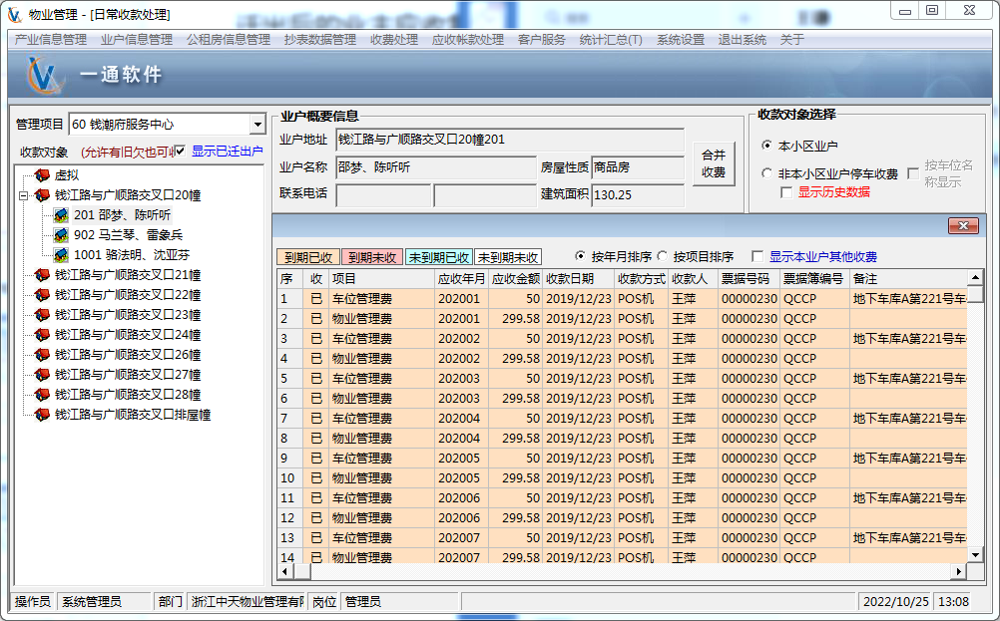 物业管理 - [日常收款处理]
产业信息管理 业户信息管理 公租房信息管理 抄表数据管理 收费处理 应收帐款处理 客户服务 统计汇总(T) 系统设置 退出系统 关于
一通软件
管理项目 60 钱潮府服务中心
收款对象 (允许有旧欠也可收 显示已迁出户
虚拟
钱江路与广顺路交叉口20幢
201 邵梦、陈听听
902 马兰琴、雷象兵
1001 骆法明、沈亚芬
钱江路与广顺路交叉口21幢
钱江路与广顺路交叉口22幢
钱江路与广顺路交叉口23幢
钱江路与广顺路交叉口24幢
钱江路与广顺路交叉口26幢
钱江路与广顺路交叉口27幢
钱江路与广顺路交叉口28幢
钱江路与广顺路交叉口排屋幢
业户概要信息
业户地址 钱江路与广顺路交叉口20幢201
业户名称 邵梦、陈听听 房屋性质 商品房
联系电话 建筑面积 130.25
合并
收费
收款对象选择
本小区业户
非本小区业户停车收费
显示历史数据
按车位名
称显示
到期已收 到期未收 未到期已收 未到期未收 按年月排序 按项目排序 显示本业户其他收费
序 收 项目 应收年月 应收金额 收款日期 收款方式 收款人 票据号码 票据簿编号 备注
1 已 车位管理费 202001 50 2019/12/23 POS机 王萍 00000230 QCCP 地下车库A第221号车
2 已 物业管理费 202001 299.58 2019/12/23 POS机 王萍 00000230 QCCP
3 已 车位管理费 202002 50 2019/12/23 POS机 王萍 00000230 QCCP 地下车库A第221号车
4 已 物业管理费 202002 299.58 2019/12/23 POS机 王萍 00000230 QCCP
5 已 车位管理费 202003 50 2019/12/23 POS机 王萍 00000230 QCCP 地下车库A第221号车
6 已 物业管理费 202003 299.58 2019/12/23 POS机 王萍 00000230 QCCP
7 已 车位管理费 202004 50 2019/12/23 POS机 王萍 00000230 QCCP 地下车库A第221号车
8 已 物业管理费 202004 299.58 2019/12/23 POS机 王萍 00000230 QCCP
9 已 车位管理费 202005 50 2019/12/23 POS机 王萍 00000230 QCCP 地下车库A第221号车
10 已 物业管理费 202005 299.58 2019/12/23 POS机 王萍 00000230 QCCP
11 已 车位管理费 202006 50 2019/12/23 POS机 王萍 00000230 QCCP 地下车库A第221号车
12 已 物业管理费 202006 299.58 2019/12/23 POS机 王萍 00000230 QCCP
13 已 车位管理费 202007 50 2019/12/23 POS机 王萍 00000230 QCCP 地下车库A第221号车
14 已 物业管理费 202007 299.58 2019/12/23 POS机 王萍 00000230 QCCP
操作员 系统管理员 部门 浙江中天物业管理有限 岗位 管理员 2022/10/25 13:08